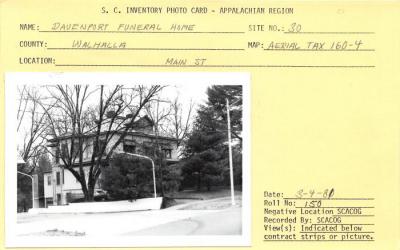 S. C. INVENTORY PHOTO CARD - APPALACHIAN REGION
NAME: DAVENPORT FUNERAL HOME SITE NO. 30
COUNTY: WALHALLA MAP: AERIAL TAX 160-4
LOCATION: MAIN ST
Date: 3-4-81
Roll No: 150
Negative Location SCACOG
Recorded By: SCACOG
View(s): Indicated below
contract strips or picture.